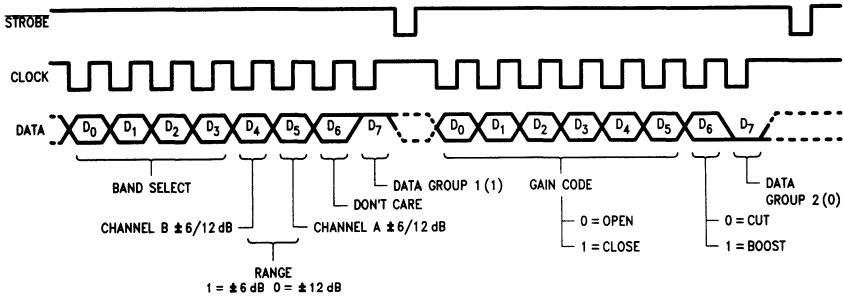 STROBE
CLOCK
DATA D0 D1 D2 D3 D4 D5 D6 D7 D0 D1 D2 D3 D4 D5 D6 D7
BAND SELECT
DATA GROUP 1 (1)
DON'T CARE
CHANNEL B ±6/12 dB
CHANNEL A ±6/12 dB
RANGE
1 = ±6 dB 0 = ±12 dB
GAIN CODE
0 = OPEN
1 = CLOSE
DATA
GROUP 2 (0)
0 = CUT
1 = BOOST